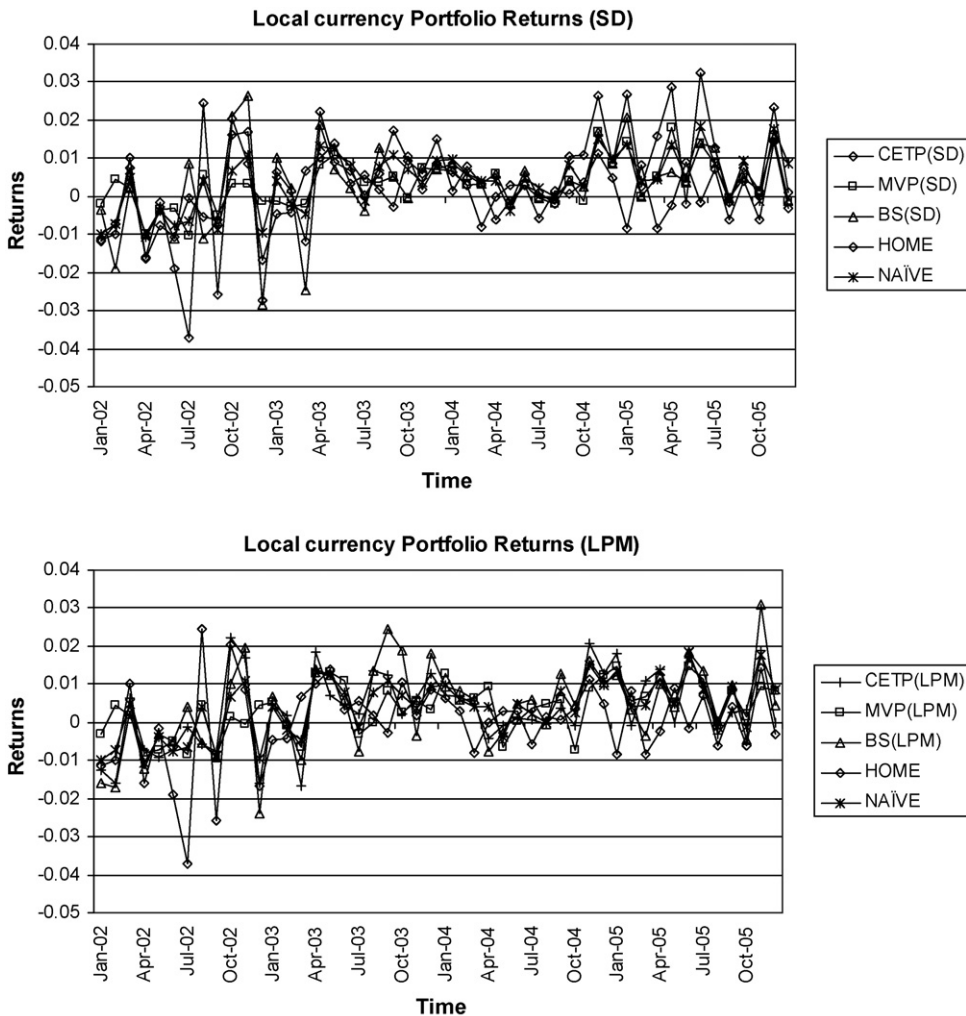 Local currency Portfolio Returns (SD)
0.04
0.03
0.02
0.01
0
-0.01
-0.02
-0.03
-0.04
-0.05
Returns
Jan-02
Apr-02
Jul-02
Oct-02
Jan-03
Apr-03
Jul-03
Oct-03
Jan-04
Apr-04
Jul-04
Oct-04
Jan-05
Apr-05
Jul-05
Oct-05
Time
CETP(SD)
MVP(SD)
BS(SD)
HOME
NAÏVE
Local currency Portfolio Returns (LPM)
0.04
0.03
0.02
0.01
0
-0.01
-0.02
-0.03
-0.04
-0.05
Returns
Jan-02
Apr-02
Jul-02
Oct-02
Jan-03
Apr-03
Jul-03
Oct-03
Jan-04
Apr-04
Jul-04
Oct-04
Jan-05
Apr-05
Jul-05
Oct-05
Time
CETP(LPM)
MVP(LPM)
BS(LPM)
HOME
NAÏVE